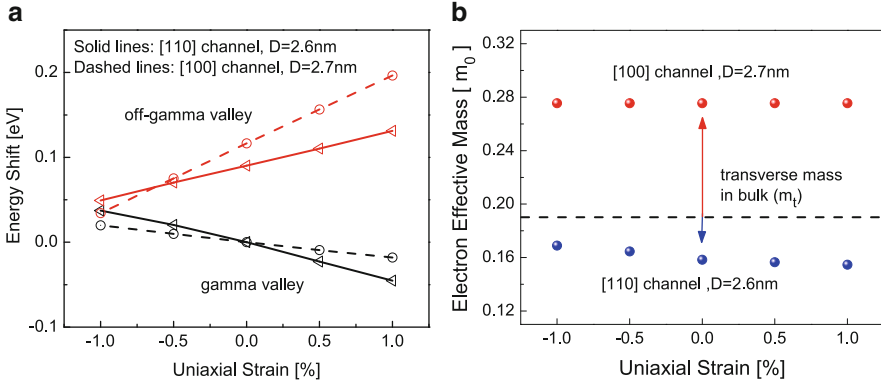 a
Solid lines: [110] channel, D=2.6nm
Dashed lines: [100] channel, D=2.7nm
off-gamma valley
gamma valley
Energy Shift [eV]
0.2
0.1
0.0
-0.1
-1.0 -0.5 0.0 0.5 1.0
Uniaxial Strain [%]
b
[100] channel ,D=2.7nm
transverse mass
in bulk (mt)
[110] channel ,D=2.6nm
Electron Effective Mass [ m0 ]
0.32
0.28
0.24
0.20
0.16
0.12
-1.0 -0.5 0.0 0.5 1.0
Uniaxial Strain [%]